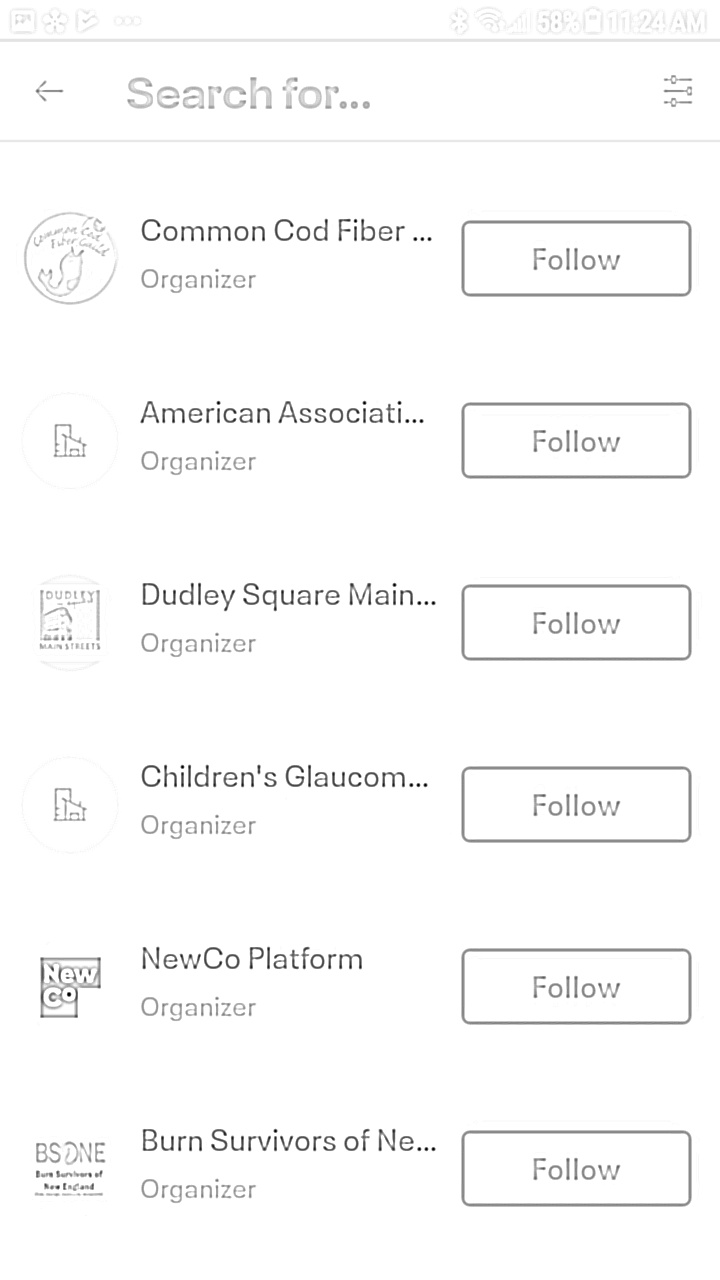 58% 11:24 AM
Search for...
Common Cod Fiber Guild
Common Cod Fiber ...
Organizer
Follow
American Associati...
Organizer
Follow
DUDLEY
MAIN STREETS
Dudley Square Main...
Organizer
Follow
Children's Glaucom...
Organizer
Follow
New
Co
NewCo Platform
Organizer
Follow
BSONE
Burn Survivors of
New England
Burn Survivors of Ne...
Organizer
Follow